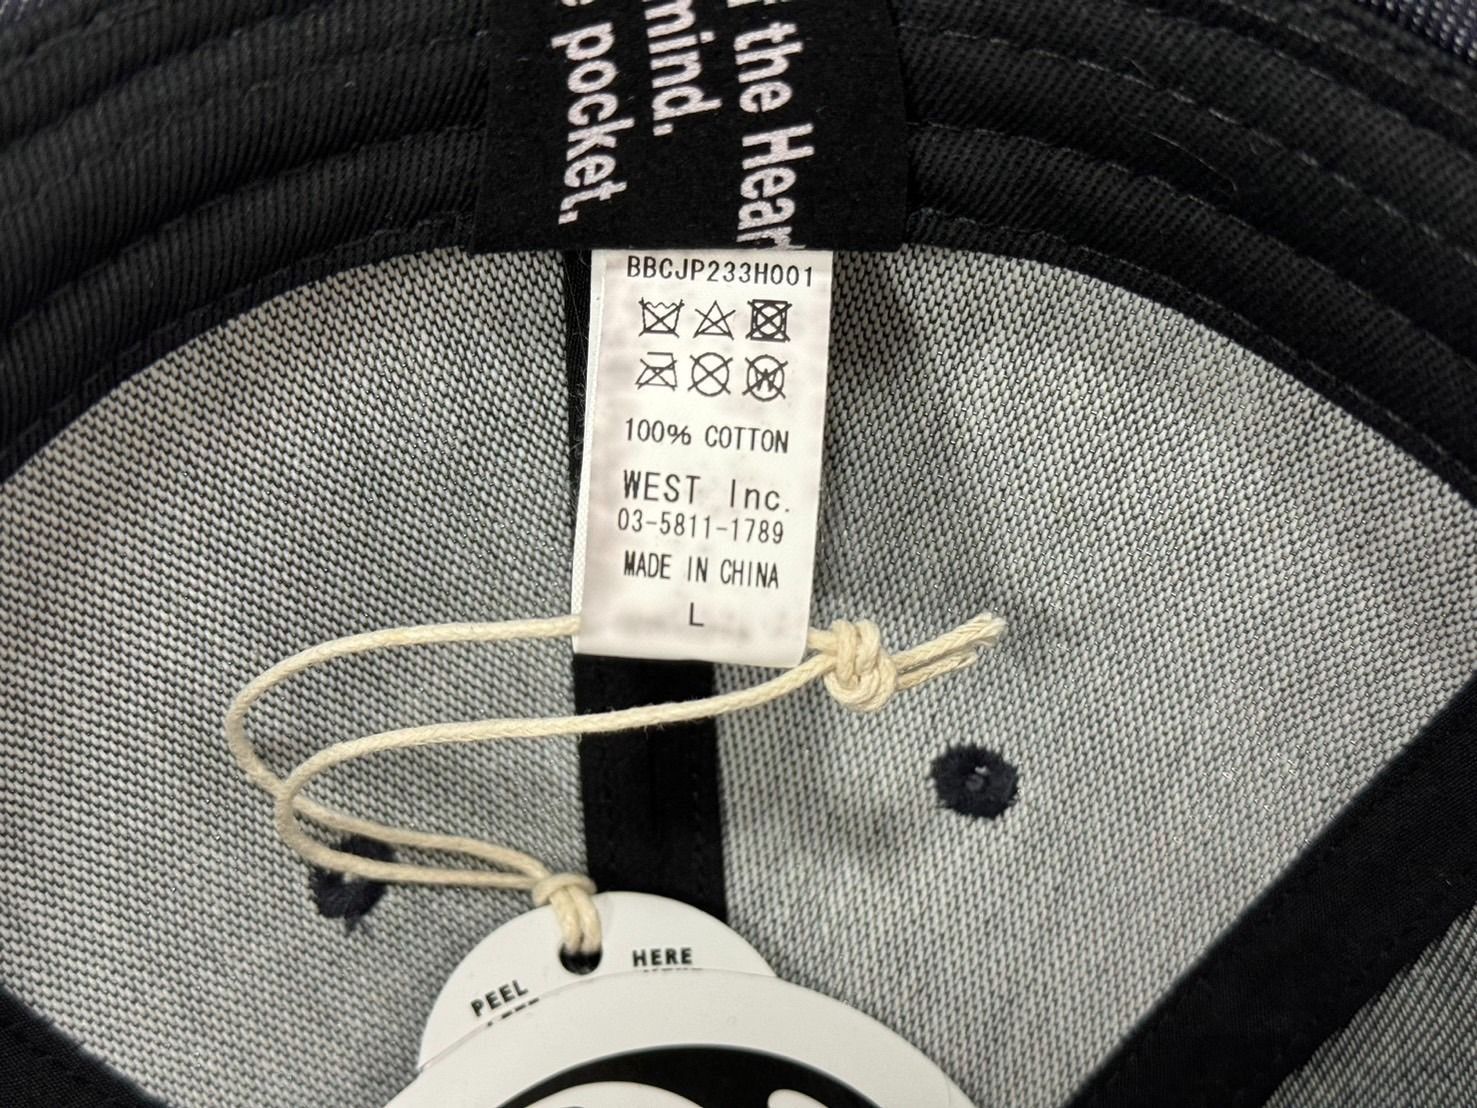 the Hear
mind.
pocket.
BBCJP233H001
100% COTTON
WEST Inc.
03-5811-1789
MADE IN CHINA
L
PEEL HERE